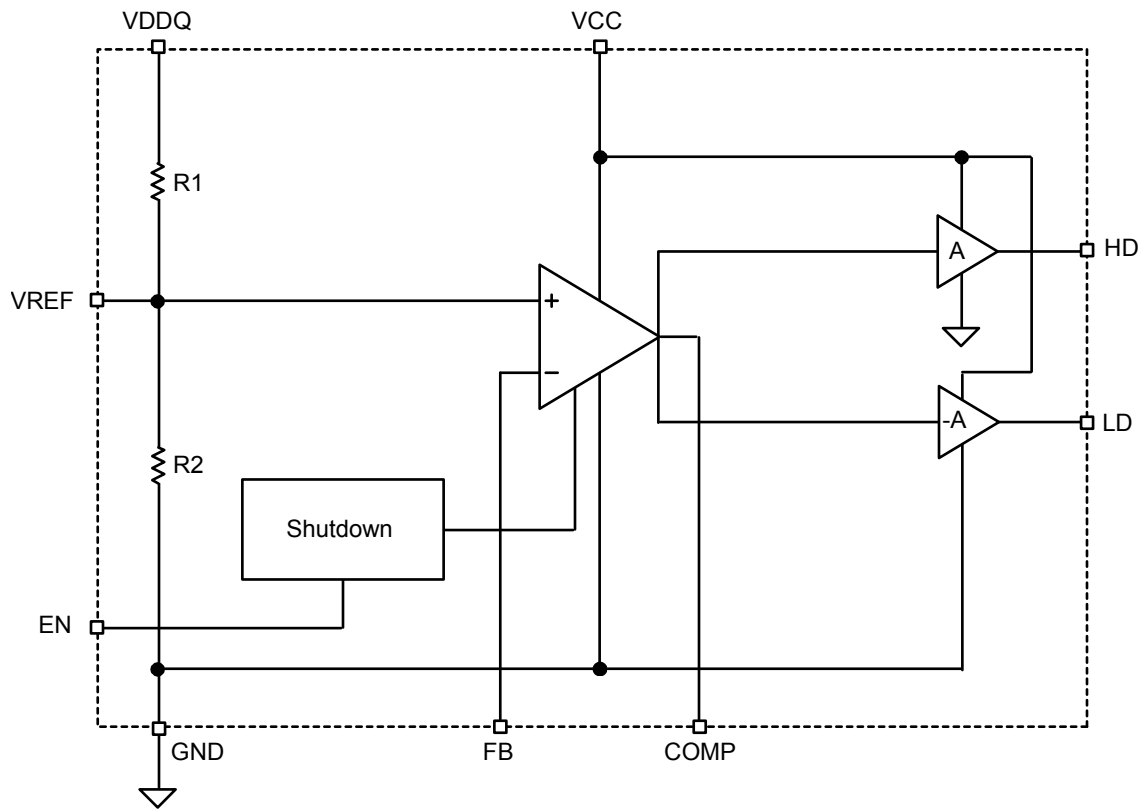 VDDQ
VCC
R1
A
HD
VREF
+
−
-A
LD
R2
Shutdown
EN
GND
FB
COMP